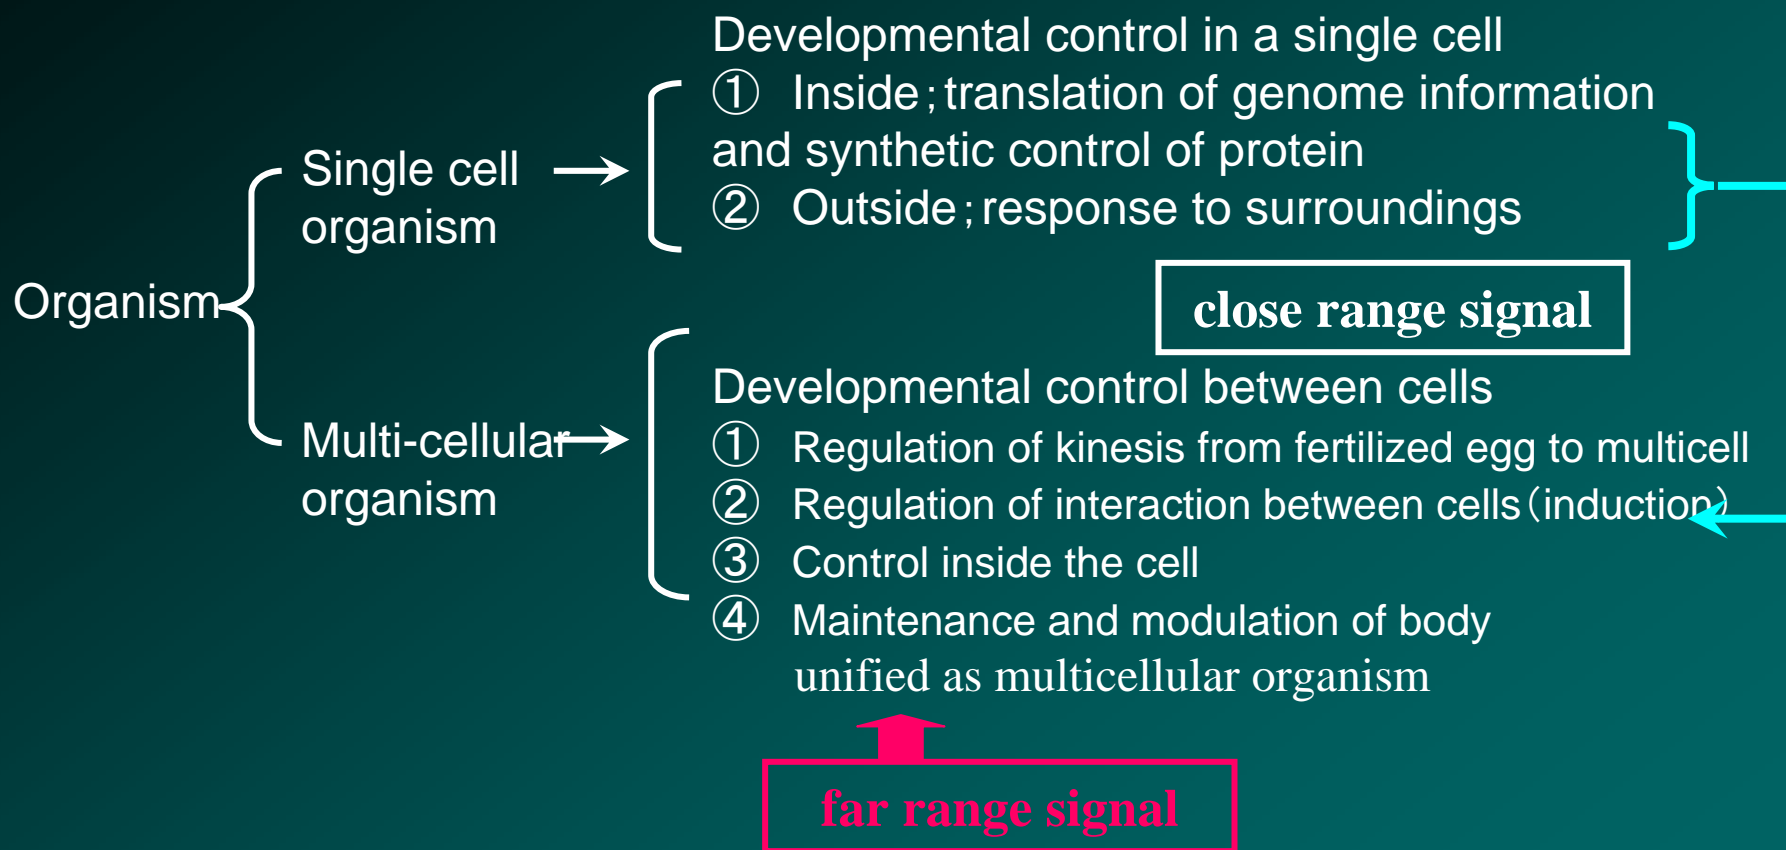 Developmental control in a single cell
① Inside；translation of genome information
and synthetic control of protein
② Outside；response to surroundings
Single cell
organism
Organism
close range signal
Multi-cellular
organism
Developmental control between cells
① Regulation of kinesis from fertilized egg to multicell
② Regulation of interaction between cells（induction）
③ Control inside the cell
④ Maintenance and modulation of body
unified as multicellular organism
far range signal